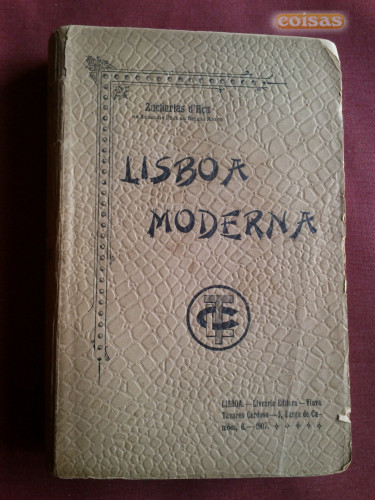 coisas
Zacharias d'Aça
LISBOA
MODERNA
LISBOA.—Livraria Editora—Viuva
Tavares Cardoso—5, Largo de Ca-
mões, 6.—1907.